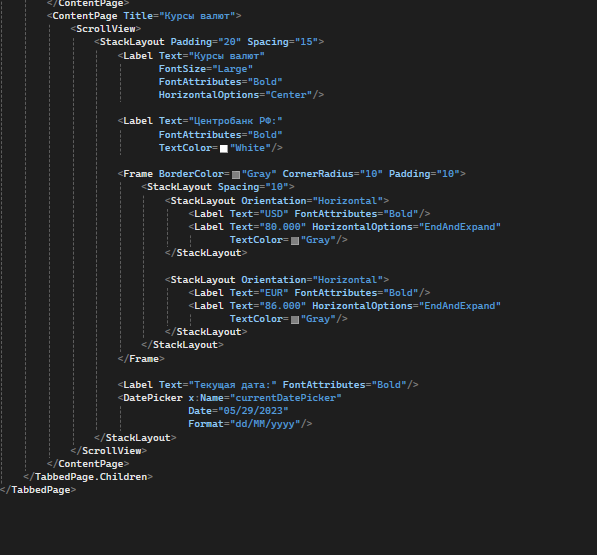 </ContentPage>
<ContentPage Title="Курсы валют">
<ScrollView>
<StackLayout Padding="20" Spacing="15">
<Label Text="Курсы валют"
FontSize="Large"
FontAttributes="Bold"
HorizontalOptions="Center"/>
<Label Text="Центробанк РФ:"
FontAttributes="Bold"
TextColor="White"/>
<Frame BorderColor="Gray" CornerRadius="10" Padding="10">
<StackLayout Spacing="10">
<StackLayout Orientation="Horizontal">
<Label Text="USD" FontAttributes="Bold"/>
<Label Text="80.000" HorizontalOptions="EndAndExpand"
TextColor="Gray"/>
</StackLayout>
<StackLayout Orientation="Horizontal">
<Label Text="EUR" FontAttributes="Bold"/>
<Label Text="86.000" HorizontalOptions="EndAndExpand"
TextColor="Gray"/>
</StackLayout>
</StackLayout>
</Frame>
<Label Text="Текущая дата:" FontAttributes="Bold"/>
<DatePicker x:Name="currentDatePicker"
Date="05/29/2023"
Format="dd/MM/yyyy"/>
</StackLayout>
</ScrollView>
</ContentPage>
</TabbedPage.Children>
</TabbedPage>